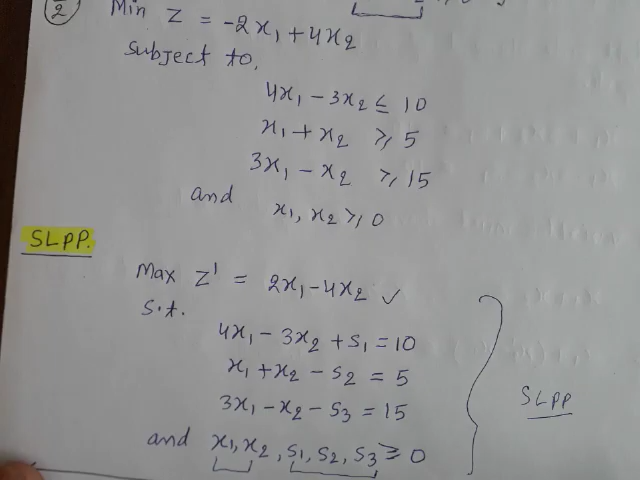 2
Min Z = -2x₁ + 4x₂
Subject to,
4x₁ - 3x₂ ≤ 10
x₁ + x₂ ≥ 5
3x₁ - x₂ ≥ 15
and x₁, x₂ ≥ 0
SLPP.
Max Z' = 2x₁ - 4x₂ ✓
S.t.
4x₁ - 3x₂ + S₁ = 10
x₁ + x₂ - S₂ = 5
3x₁ - x₂ - S₃ = 15
SLPP
and x₁, x₂, S₁, S₂, S₃ ≥ 0